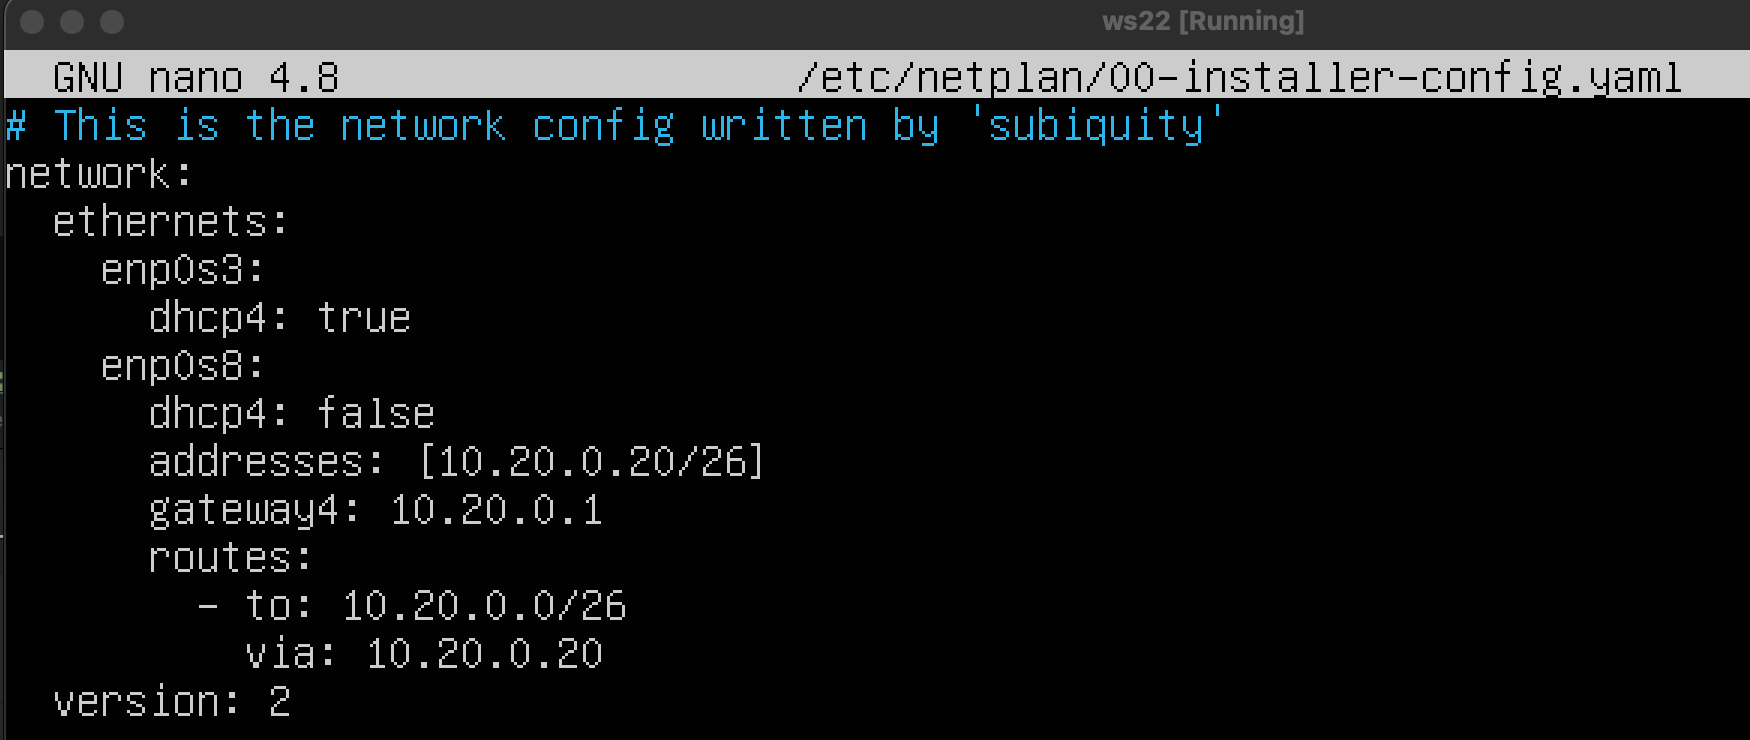 ws22 [Running]
GNU nano 4.8 /etc/netplan/00-installer-config.yaml
# This is the network config written by 'subiquity'
network:
  ethernets:
    enp0s3:
      dhcp4: true
    enp0s8:
      dhcp4: false
      addresses: [10.20.0.20/26]
      gateway4: 10.20.0.1
      routes:
        - to: 10.20.0.0/26
          via: 10.20.0.20
  version: 2